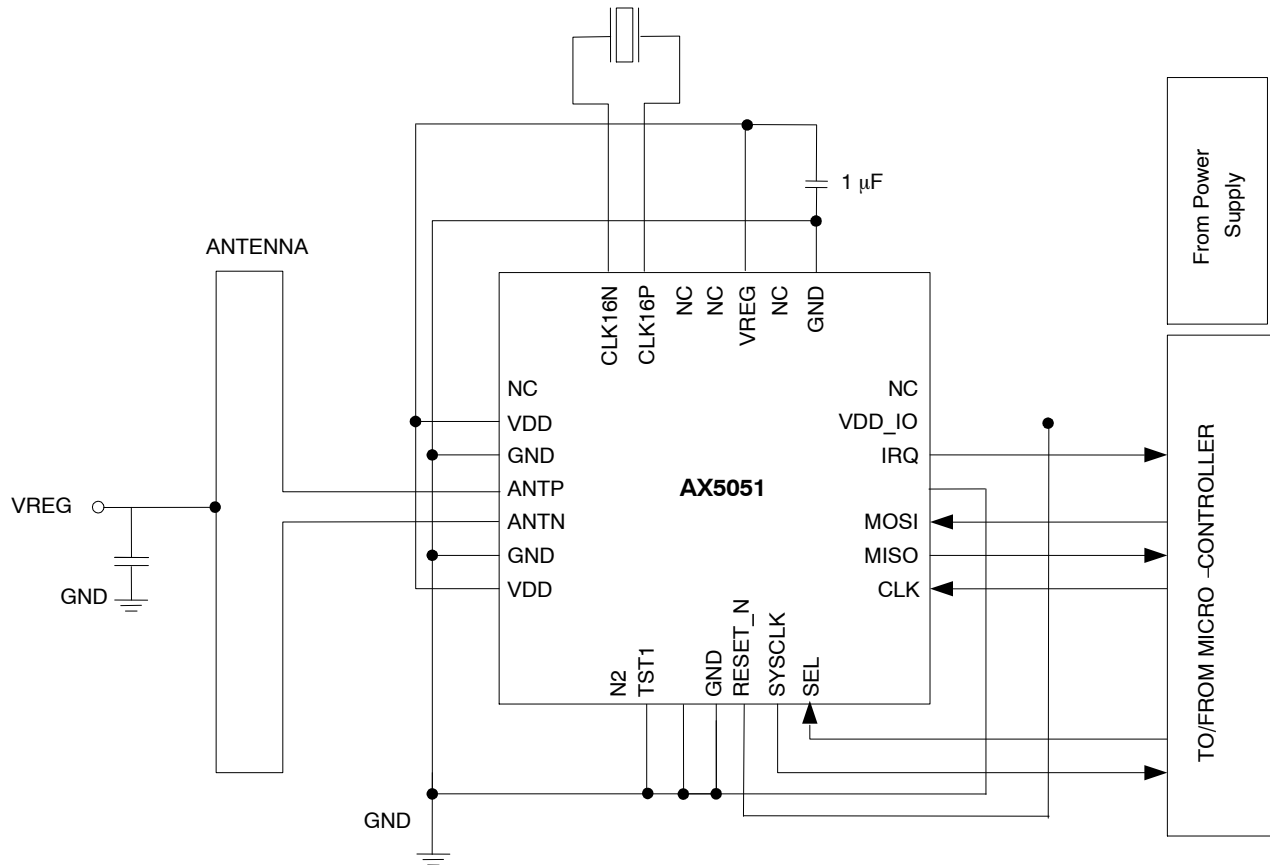 1 μF
From Power
Supply
ANTENNA
CLK16N
CLK16P
NC
NC
VREG
NC
GND
NC
VDD
GND
ANTP
ANTN
GND
VDD
AX5051
NC
VDD_IO
IRQ
MOSI
MISO
CLK
VREG
GND
N2
TST1
GND
RESET_N
SYSCLK
SEL
TO/FROM MICRO –CONTROLLER
GND